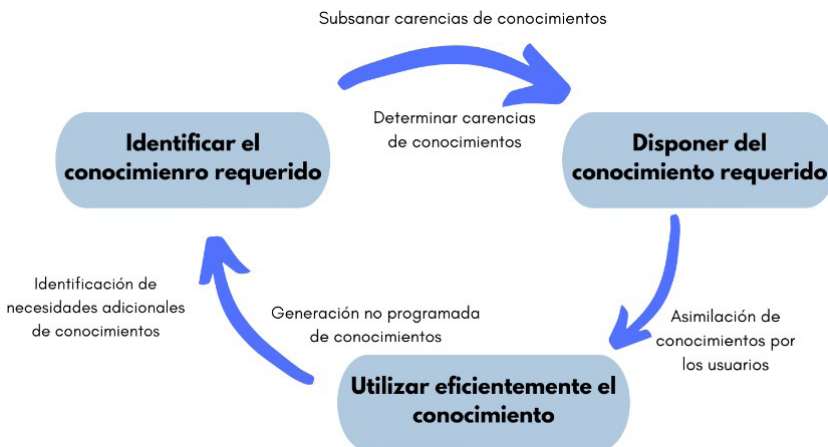 Subsanar carencias de conocimientos
Identificar el
conocimienro requerido
Determinar carencias
de conocimientos
Disponer del
conocimiento requerido
Identificación de
necesidades adicionales
de conocimientos
Generación no programada
de conocimientos
Asimilación de
conocimientos por
los usuarios
Utilizar eficientemente el
conocimiento